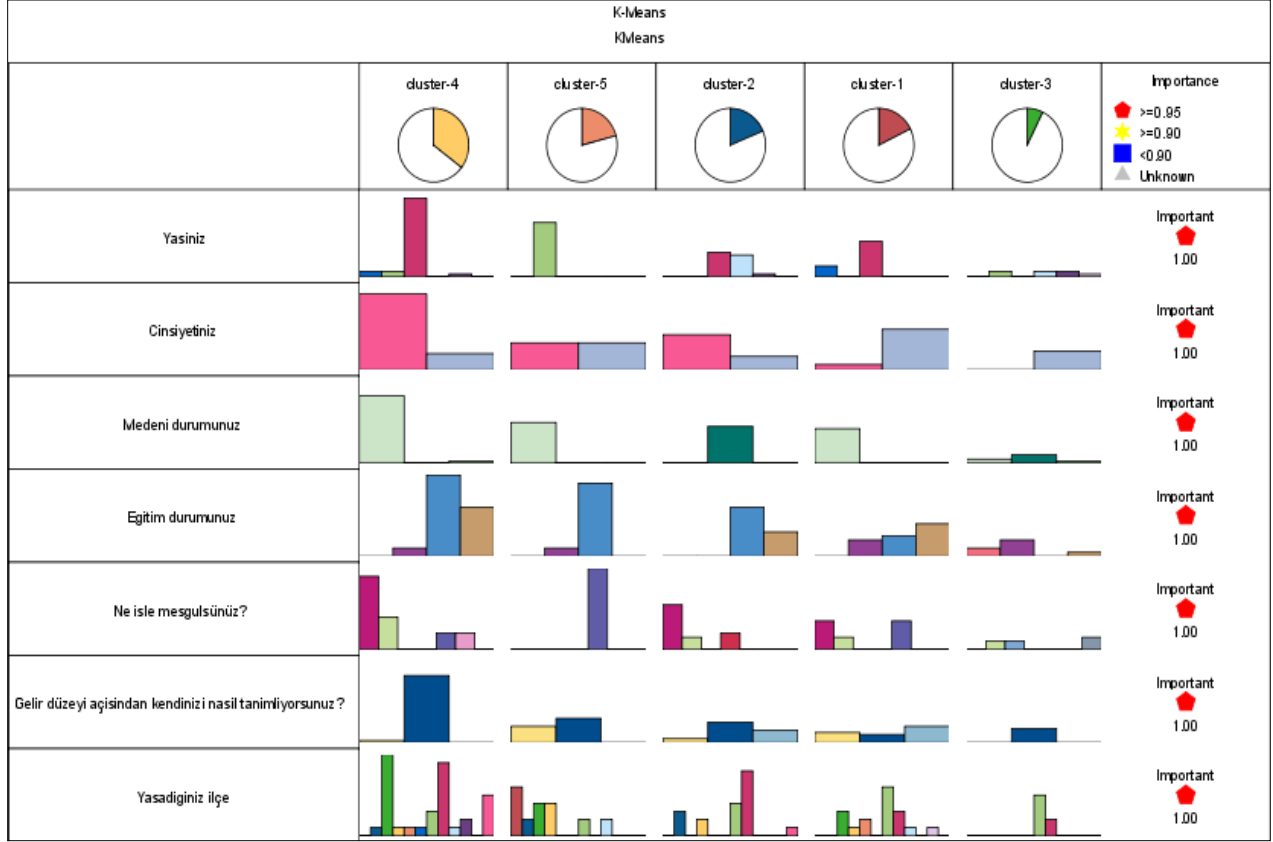 K-Means
KMeans
cluster-4 cluster-5 cluster-2 cluster-1 cluster-3 Importance
>=0.95
>=0.90
<0.90
Unknown
Yasiniz Important
1.00
Cinsiyetiniz Important
1.00
Medeni durumunuz Important
1.00
Egitim durumunuz Important
1.00
Ne isle mesgulsünüz? Important
1.00
Gelir düzeyi açisindan kendinizi nasil tanimliyorsunuz? Important
1.00
Yasadiginiz ilçe Important
1.00